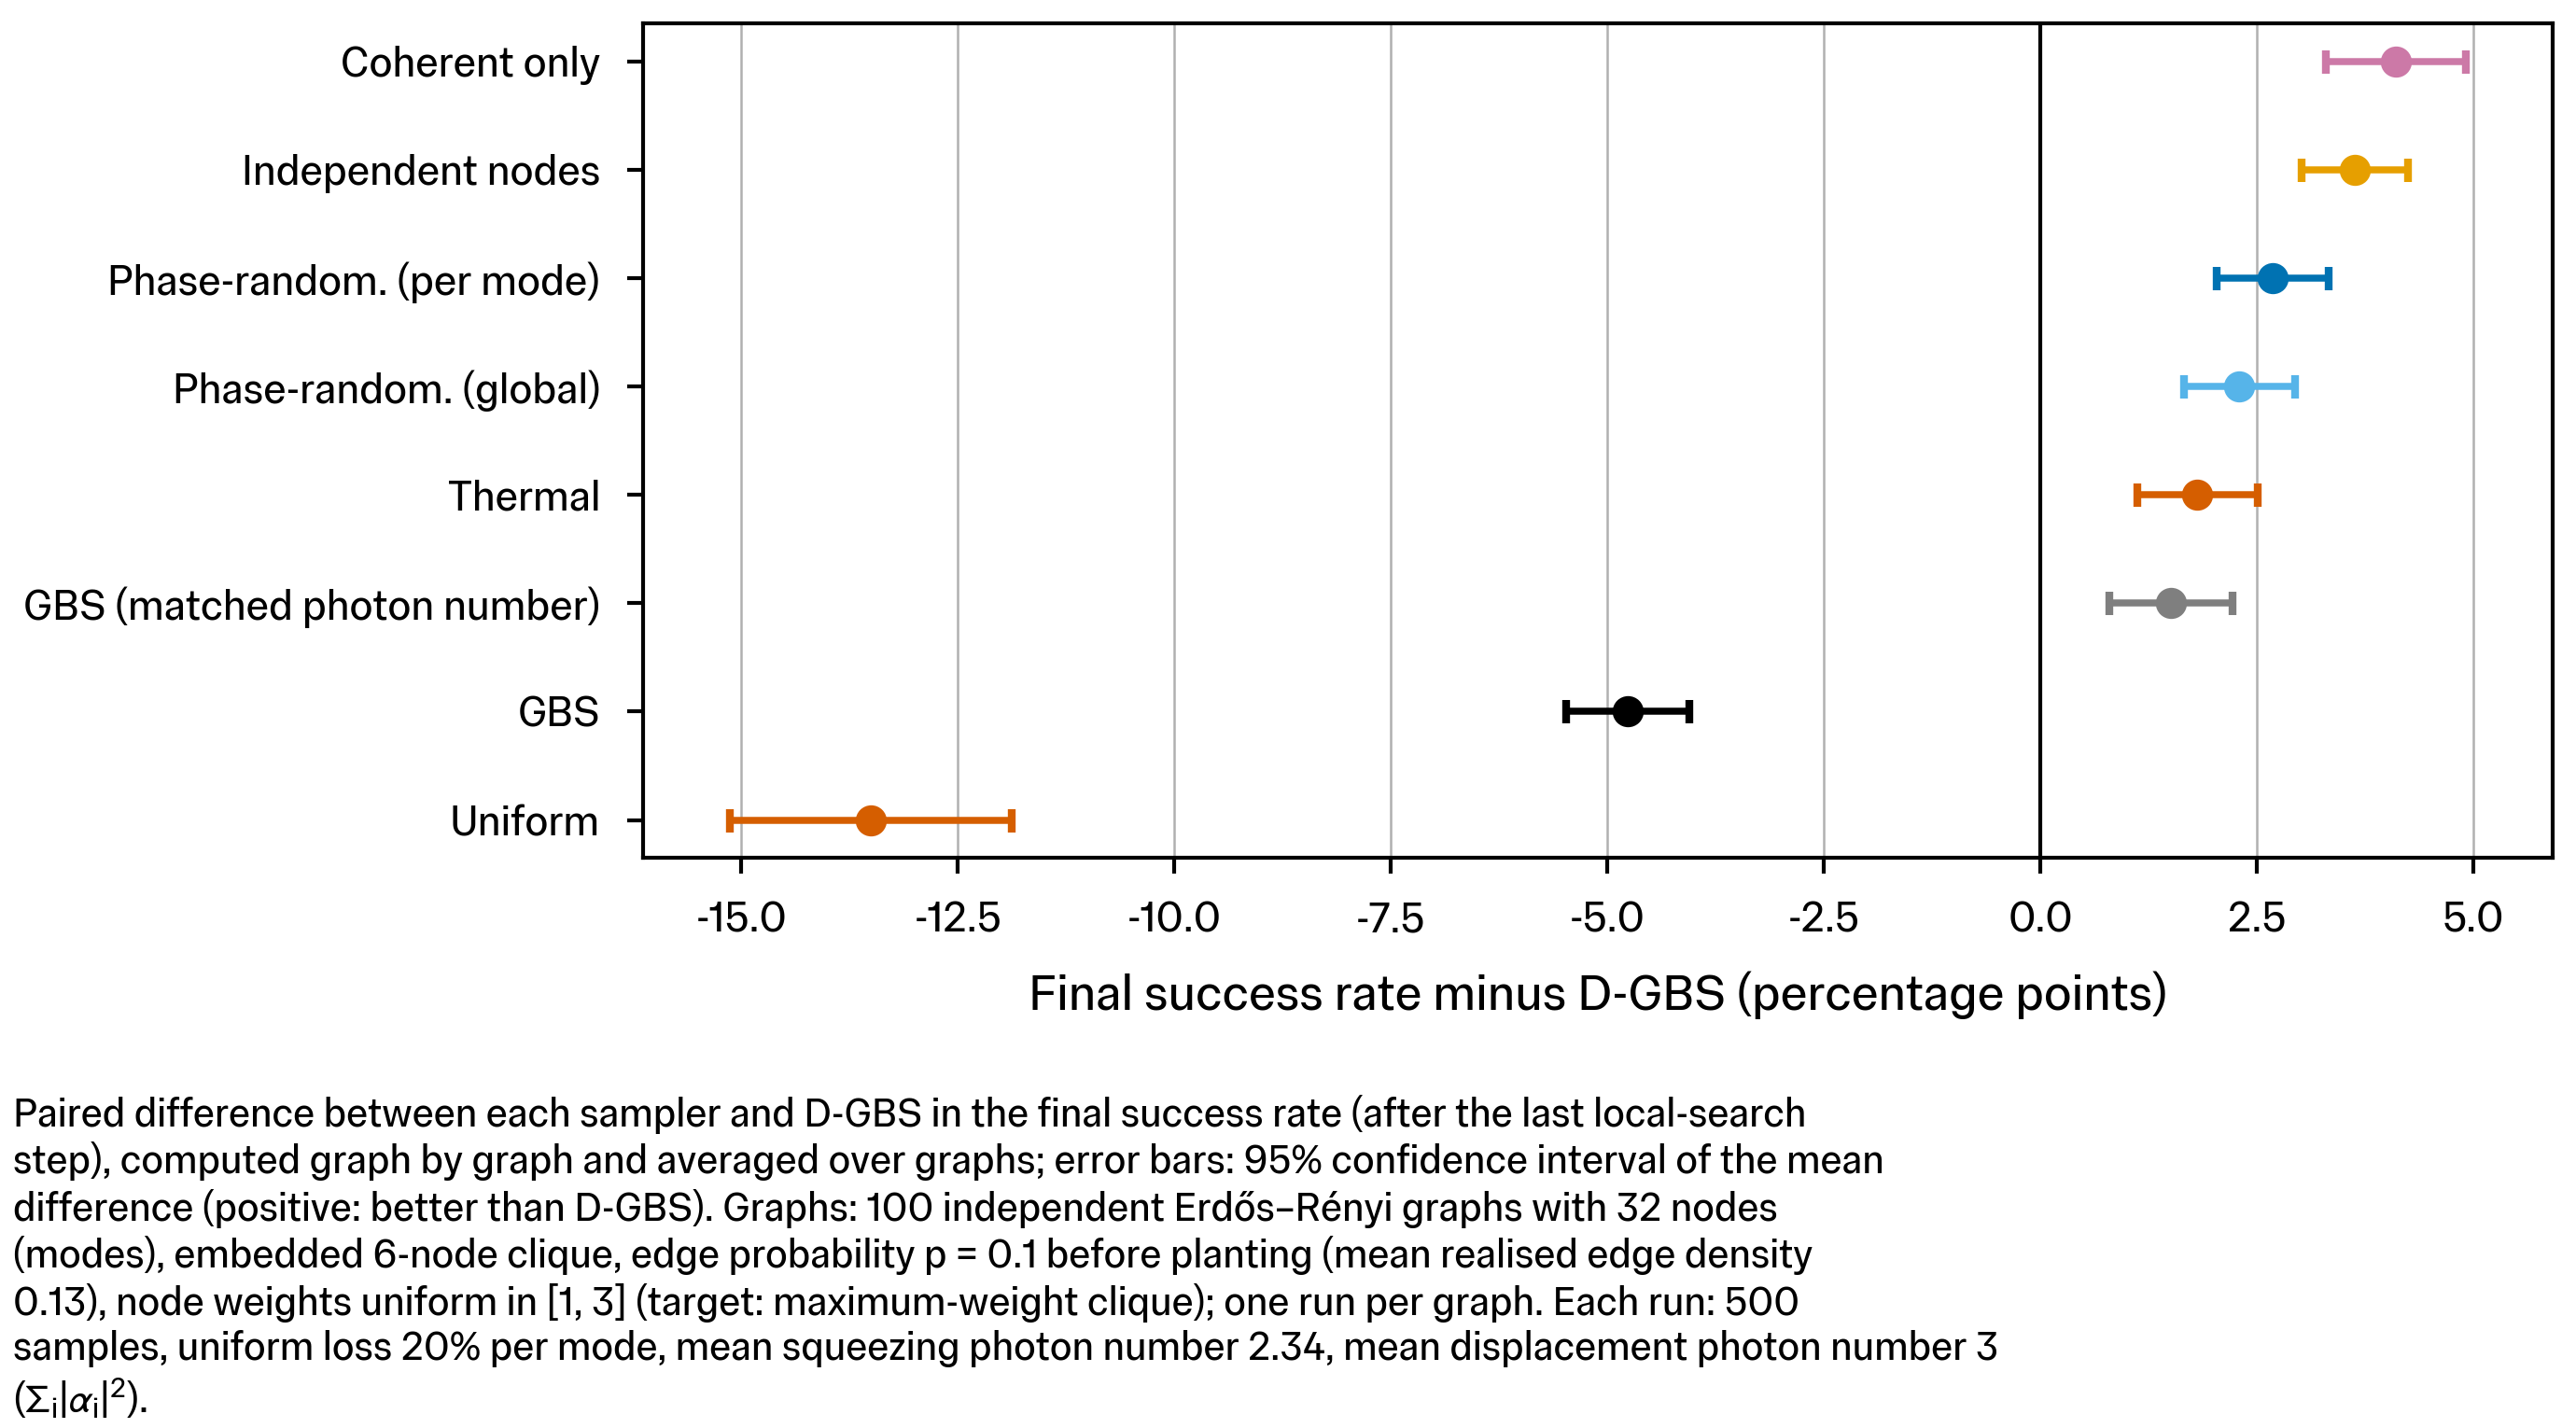 Coherent only
Independent nodes
Phase-random. (per mode)
Phase-random. (global)
Thermal
GBS (matched photon number)
GBS
Uniform
-15.0 -12.5 -10.0 -7.5 -5.0 -2.5 0.0 2.5 5.0
Final success rate minus D-GBS (percentage points)
Paired difference between each sampler and D-GBS in the final success rate (after the last local-search
step), computed graph by graph and averaged over graphs; error bars: 95% confidence interval of the mean
difference (positive: better than D-GBS). Graphs: 100 independent Erdős–Rényi graphs with 32 nodes
(modes), embedded 6-node clique, edge probability p = 0.1 before planting (mean realised edge density
0.13), node weights uniform in [1, 3] (target: maximum-weight clique); one run per graph. Each run: 500
samples, uniform loss 20% per mode, mean squeezing photon number 2.34, mean displacement photon number 3
(Σᵢ|αᵢ|²).